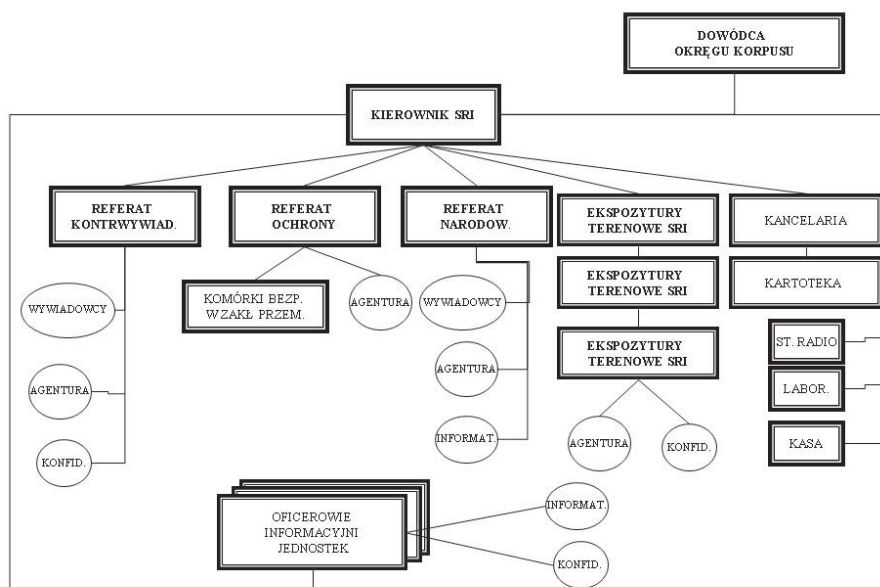 DOWÓDCA
OKRĘGU KORPUSU
KIEROWNIK SRI
REFERAT
KONTRWYWIAD.
REFERAT
OCHRONY
REFERAT
NARODOW.
EKSPOZYTURY
TERENOWE SRI
KANCELARIA
KOMÓRKI BEZP.
W ZAKŁ PRZEM.
AGENTURA
WYWIADOWCY
EKSPOZYTURY
TERENOWE SRI
KARTOTEKA
WYWIADOWCY
EKSPOZYTURY
TERENOWE SRI
ST. RADIO
AGENTURA
AGENTURA
LABOR.
KONFID.
INFORMAT.
AGENTURA
KONFID.
KASA
OFICEROWIE
INFORMACYJNI
JEDNOSTEK
INFORMAT.
KONFID.